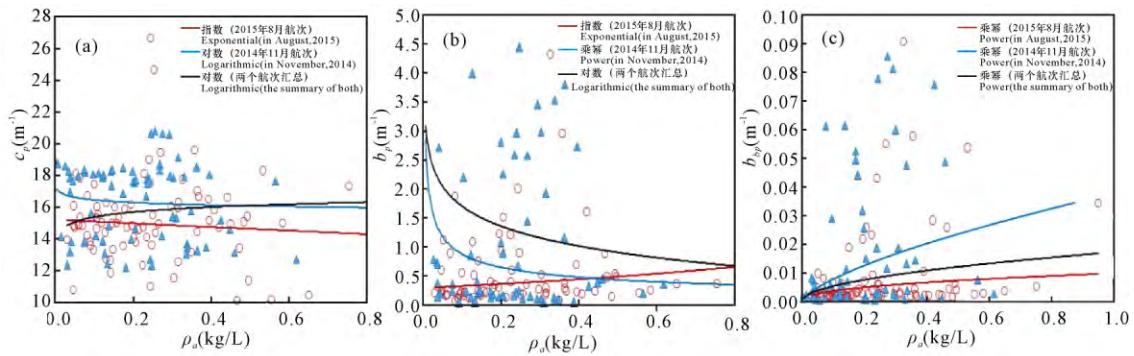 (a)
指数 (2015年8月航次)
Exponential(in August,2015)
对数 (2014年11月航次)
Logarithmic(in November,2014)
对数 (两个航次汇总)
Logarithmic(the summary of both)
28
26
24
22
20
18
16
14
12
10
cp(m-1)
0.0
0.2
0.4
0.6
0.8
ρa(kg/L)
(b)
指数 (2015年8月航次)
Exponential(in August,2015)
乘幂 (2014年11月航次)
Power(in November,2014)
对数 (两个航次汇总)
Logarithmic(the summary of both)
5.0
4.5
4.0
3.5
3.0
2.5
2.0
1.5
1.0
0.5
0.0
bp(m-1)
0.0
0.2
0.4
0.6
0.8
ρa(kg/L)
(c)
乘幂 (2015年8月航次)
Power(in August,2015)
乘幂 (2014年11月航次)
Power(in November,2014)
乘幂 (两个航次汇总)
Power(the summary of both)
0.10
0.09
0.08
0.07
0.06
0.05
0.04
0.03
0.02
0.01
0.00
bbp(m-1)
0.0
0.2
0.4
0.6
0.8
1.0
ρa(kg/L)